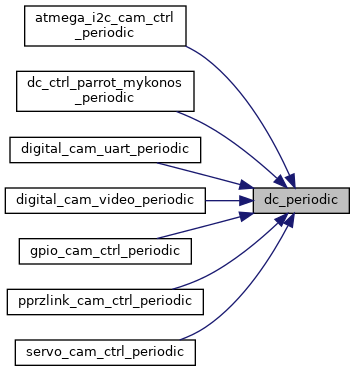 atmega_i2c_cam_ctrl
_periodic
dc_ctrl_parrot_mykonos
_periodic
digital_cam_uart_periodic
digital_cam_video_periodic
dc_periodic
gpio_cam_ctrl_periodic
pprzlink_cam_ctrl_periodic
servo_cam_ctrl_periodic